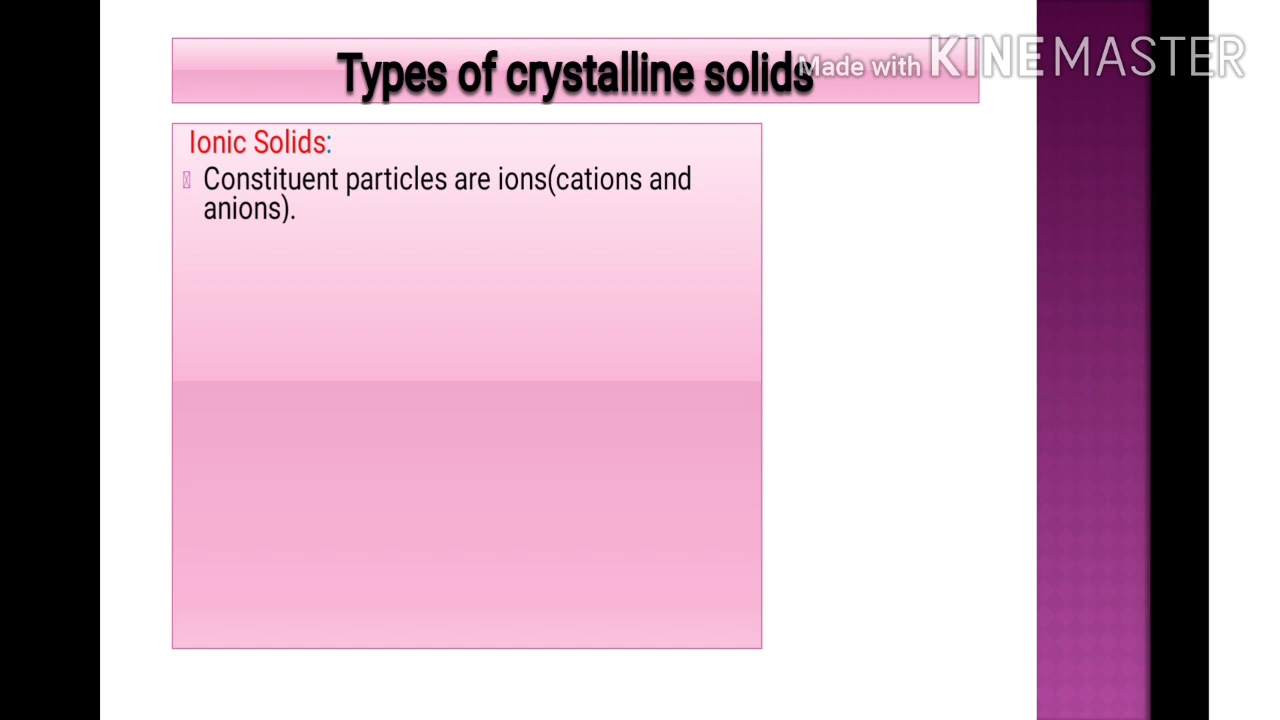 Types of crystalline solids
Made with KINEMASTER
Ionic Solids:
Constituent particles are ions(cations and
anions).